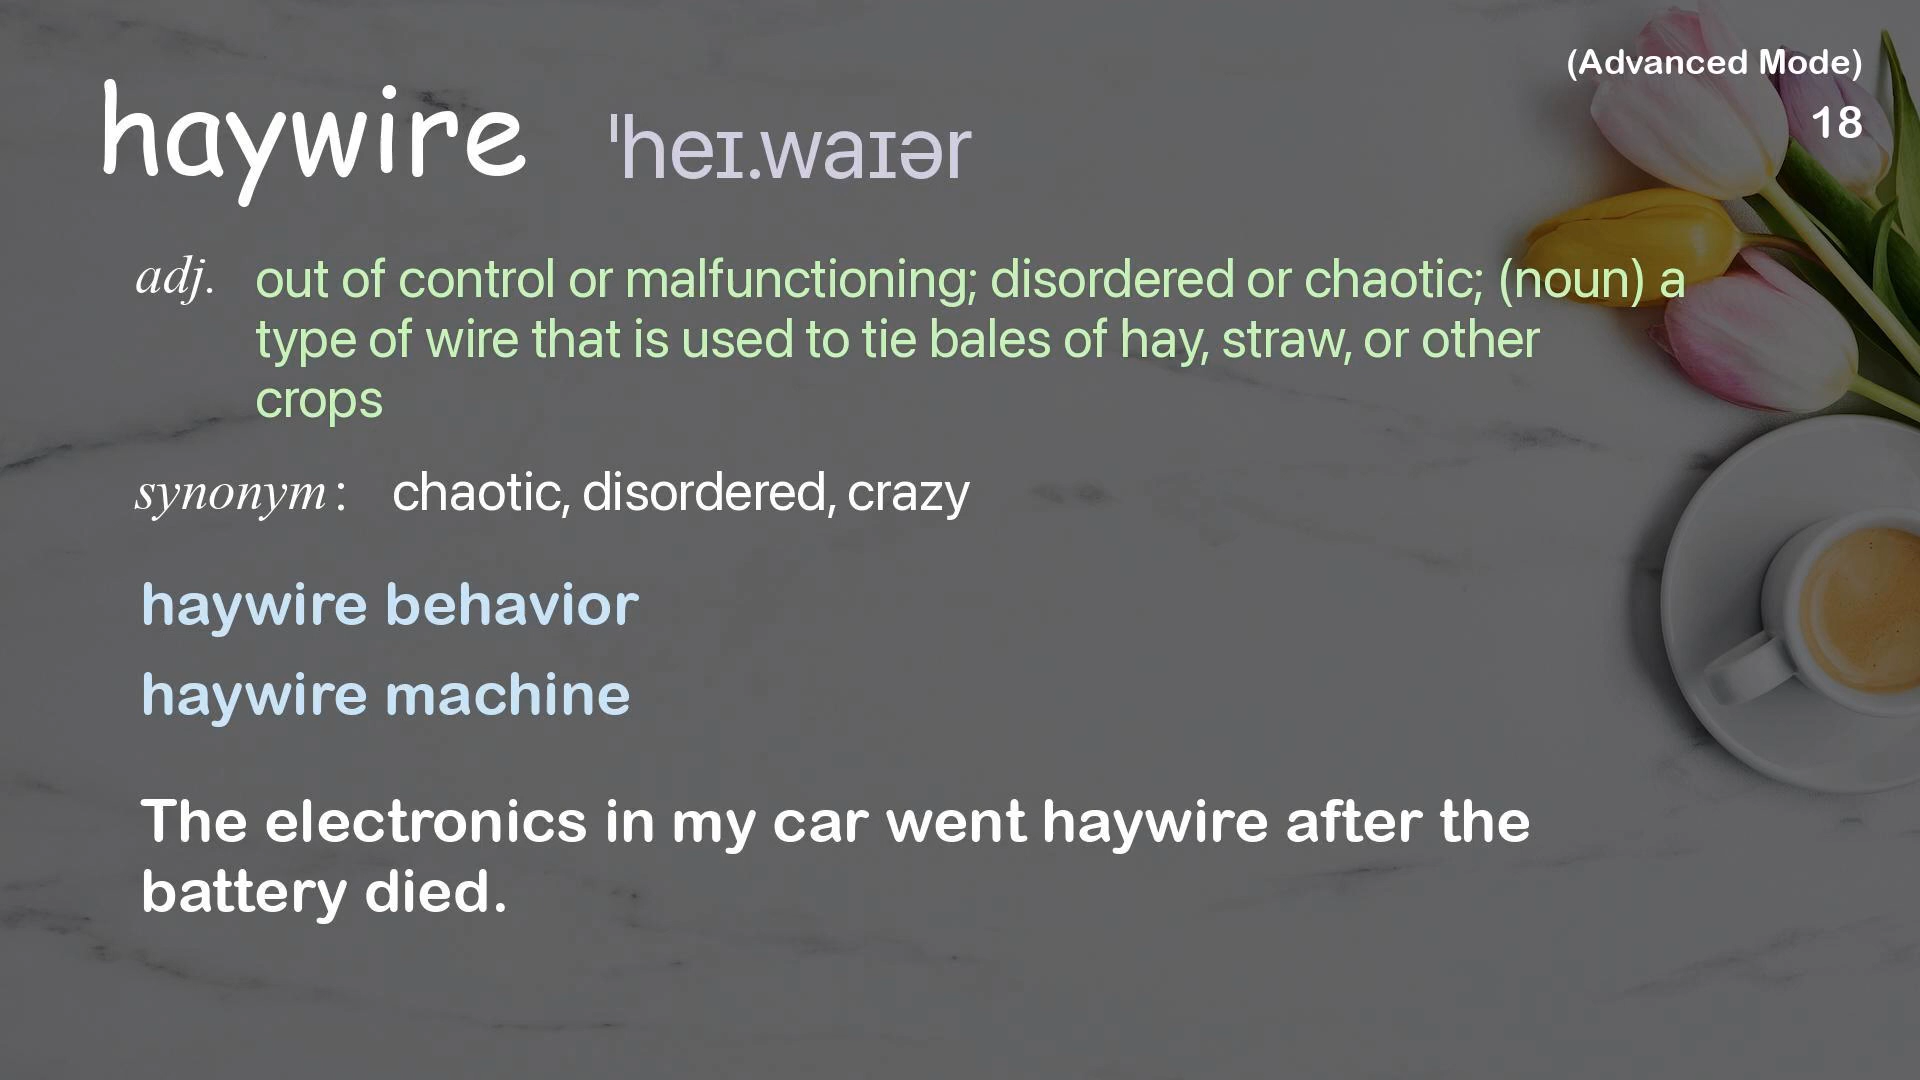 (Advanced Mode)
18
haywire ˈheɪ.waɪər
adj. out of control or malfunctioning; disordered or chaotic; (noun) a
type of wire that is used to tie bales of hay, straw, or other
crops
synonym : chaotic, disordered, crazy
haywire behavior
haywire machine
The electronics in my car went haywire after the
battery died.